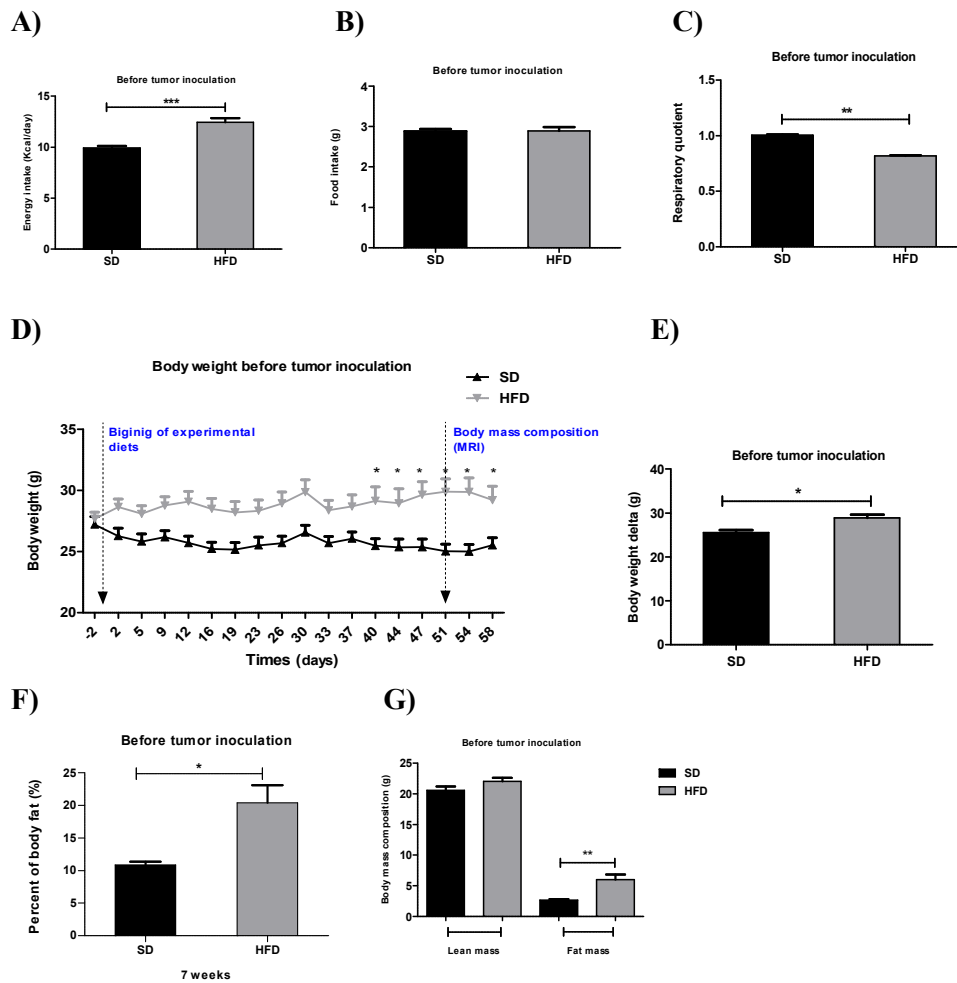 A)
Before tumor inoculation
***
Energy intake (Kcal/day)
15
10
5
0
SD
HFD
B)
Before tumor inoculation
Food intake (g)
4
3
2
1
0
SD
HFD
C)
Before tumor inoculation
**
Respiratory quotient
1.5
1.0
0.5
0.0
SD
HFD
D)
Body weight before tumor inoculation
SD
HFD
Biginig of experimental
diets
Body mass composition
(MRI)
* * * * * *
Body weight (g)
35
30
25
20
-2 2 5 9 12 16 19 23 26 30 33 37 40 44 47 51 54 58
Times (days)
E)
Before tumor inoculation
*
Body weight delta (g)
40
30
20
10
0
SD
HFD
F)
Before tumor inoculation
*
Percent of body fat (%)
25
20
15
10
5
0
SD
HFD
7 weeks
G)
Before tumor inoculation
SD
HFD
**
Body mass composition (g)
25
20
15
10
5
0
Lean mass
Fat mass